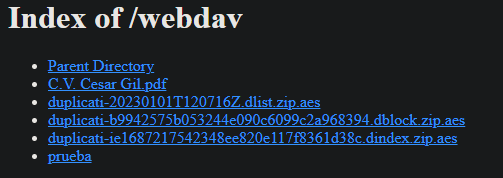 Index of /webdav
Parent Directory
C.V. Cesar Gil.pdf
duplicati-20230101T120716Z.dlist.zip.aes
duplicati-b9942575b053244e090c6099c2a968394.dblock.zip.aes
duplicati-ie1687217542348ee820e117f8361d38c.dindex.zip.aes
prueba